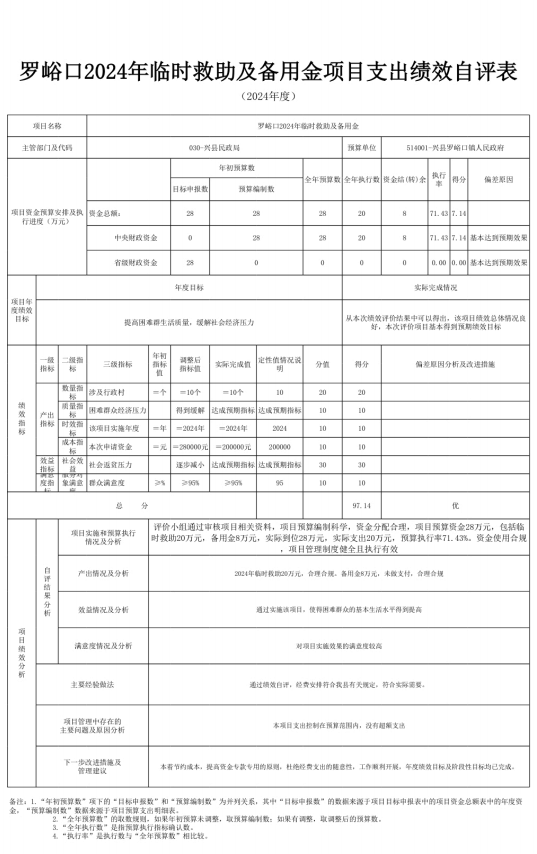 罗峪口2024年临时救助及备用金项目支出绩效自评表
（2024年度）
项目名称 罗峪口2024年临时救助及备用金
主管部门及代码 030-兴县民政局 预算单位 514001-兴县罗峪口镇人民政府
项目资金预算安排及执行进度（万元） 年初预算数 全年预算数 全年执行数 资金结(转)余 执行率 得分 偏差原因
目标申报数 预算编制数
资金总额： 28 28 28 20 8 71.43 7.14
中央财政资金 0 28 28 20 8 71.43 7.14 基本达到预期效果
省级财政资金 28 0 0 0 0 0.00 0.00 基本达到预期效果
项目年度绩效目标 年度目标 实际完成情况
提高困难群生活质量，缓解社会经济压力 从本次绩效评价结果中可以得出，该项目绩效总体情况良好，本次评价项目基本得到预期绩效目标
绩效指标 一级指标 二级指标 三级指标 年初指标值 调整后指标值 实际完成值 定性值情况说明 分值 得分 偏差原因分析及改进措施
产出指标 数量指标 涉及行政村 ＝个 ＝10个 ＝10个 10 20 20
质量指标 困难群众经济压力 得到缓解 达成预期指标 达成预期指标 10 10
时效指标 该项目实施年度 ＝年 ＝2024年 ＝2024年 2024 10 10
成本指标 本次申请资金 ＝元 ＝280000元 ＝200000元 200000 10 10
效益指标 社会效益 社会返贫压力 逐步减小 达成预期指标 达成预期指标 30 30
满意度指标 服务对象满意度 群众满意度 ≥% ≥95% ≥95% 95 10 10
总 分 97.14 优
项目绩效分析 自评结果分析 项目实施和预算执行情况及分析 评价小组通过审核项目相关资料，项目预算编制科学，资金分配合理，项目预算资金28万元，包括临
时救助20万元，备用金8万元，实际到位28万元，实际支出20万元，预算执行率71.43%。资金使用合规
，项目管理制度健全且执行有效
产出情况及分析 2024年临时救助20万元，合理合规。备用金8万元，未做支付，合理合规
效益情况及分析 通过实施该项目，使得困难群众的基本生活水平得到提高
满意度情况及分析 对项目实施效果的满意度较高
主要经验做法 通过绩效自评，经费安排符合我县有关规定，符合实际需要。
项目管理中存在的主要问题及原因分析 本项目支出控制在预算范围内，没有超额支出
下一步改进措施及管理建议 本着节约成本，提高资金专款专用的原则，杜绝经费支出的随意性，工作顺利开展，年度绩效目标及阶段性目标均已完成。
备注：1.“年初预算数”项下的“目标申报数”和“预算编制数”为并列关系，其中“目标申报数”的数据来源于项目目标申报表中的项目资金总额表中的年度资
金，“预算编制数”数据来源于项目预算支出明细表。
2.“全年预算数”的取数规则，如果年初预算未调整，取预算编制数；如果有调整，取调整后的预算数。
3.“全年执行数”是指预算执行指标确认数。
4.“执行率”是执行数与“全年预算数”相比较。